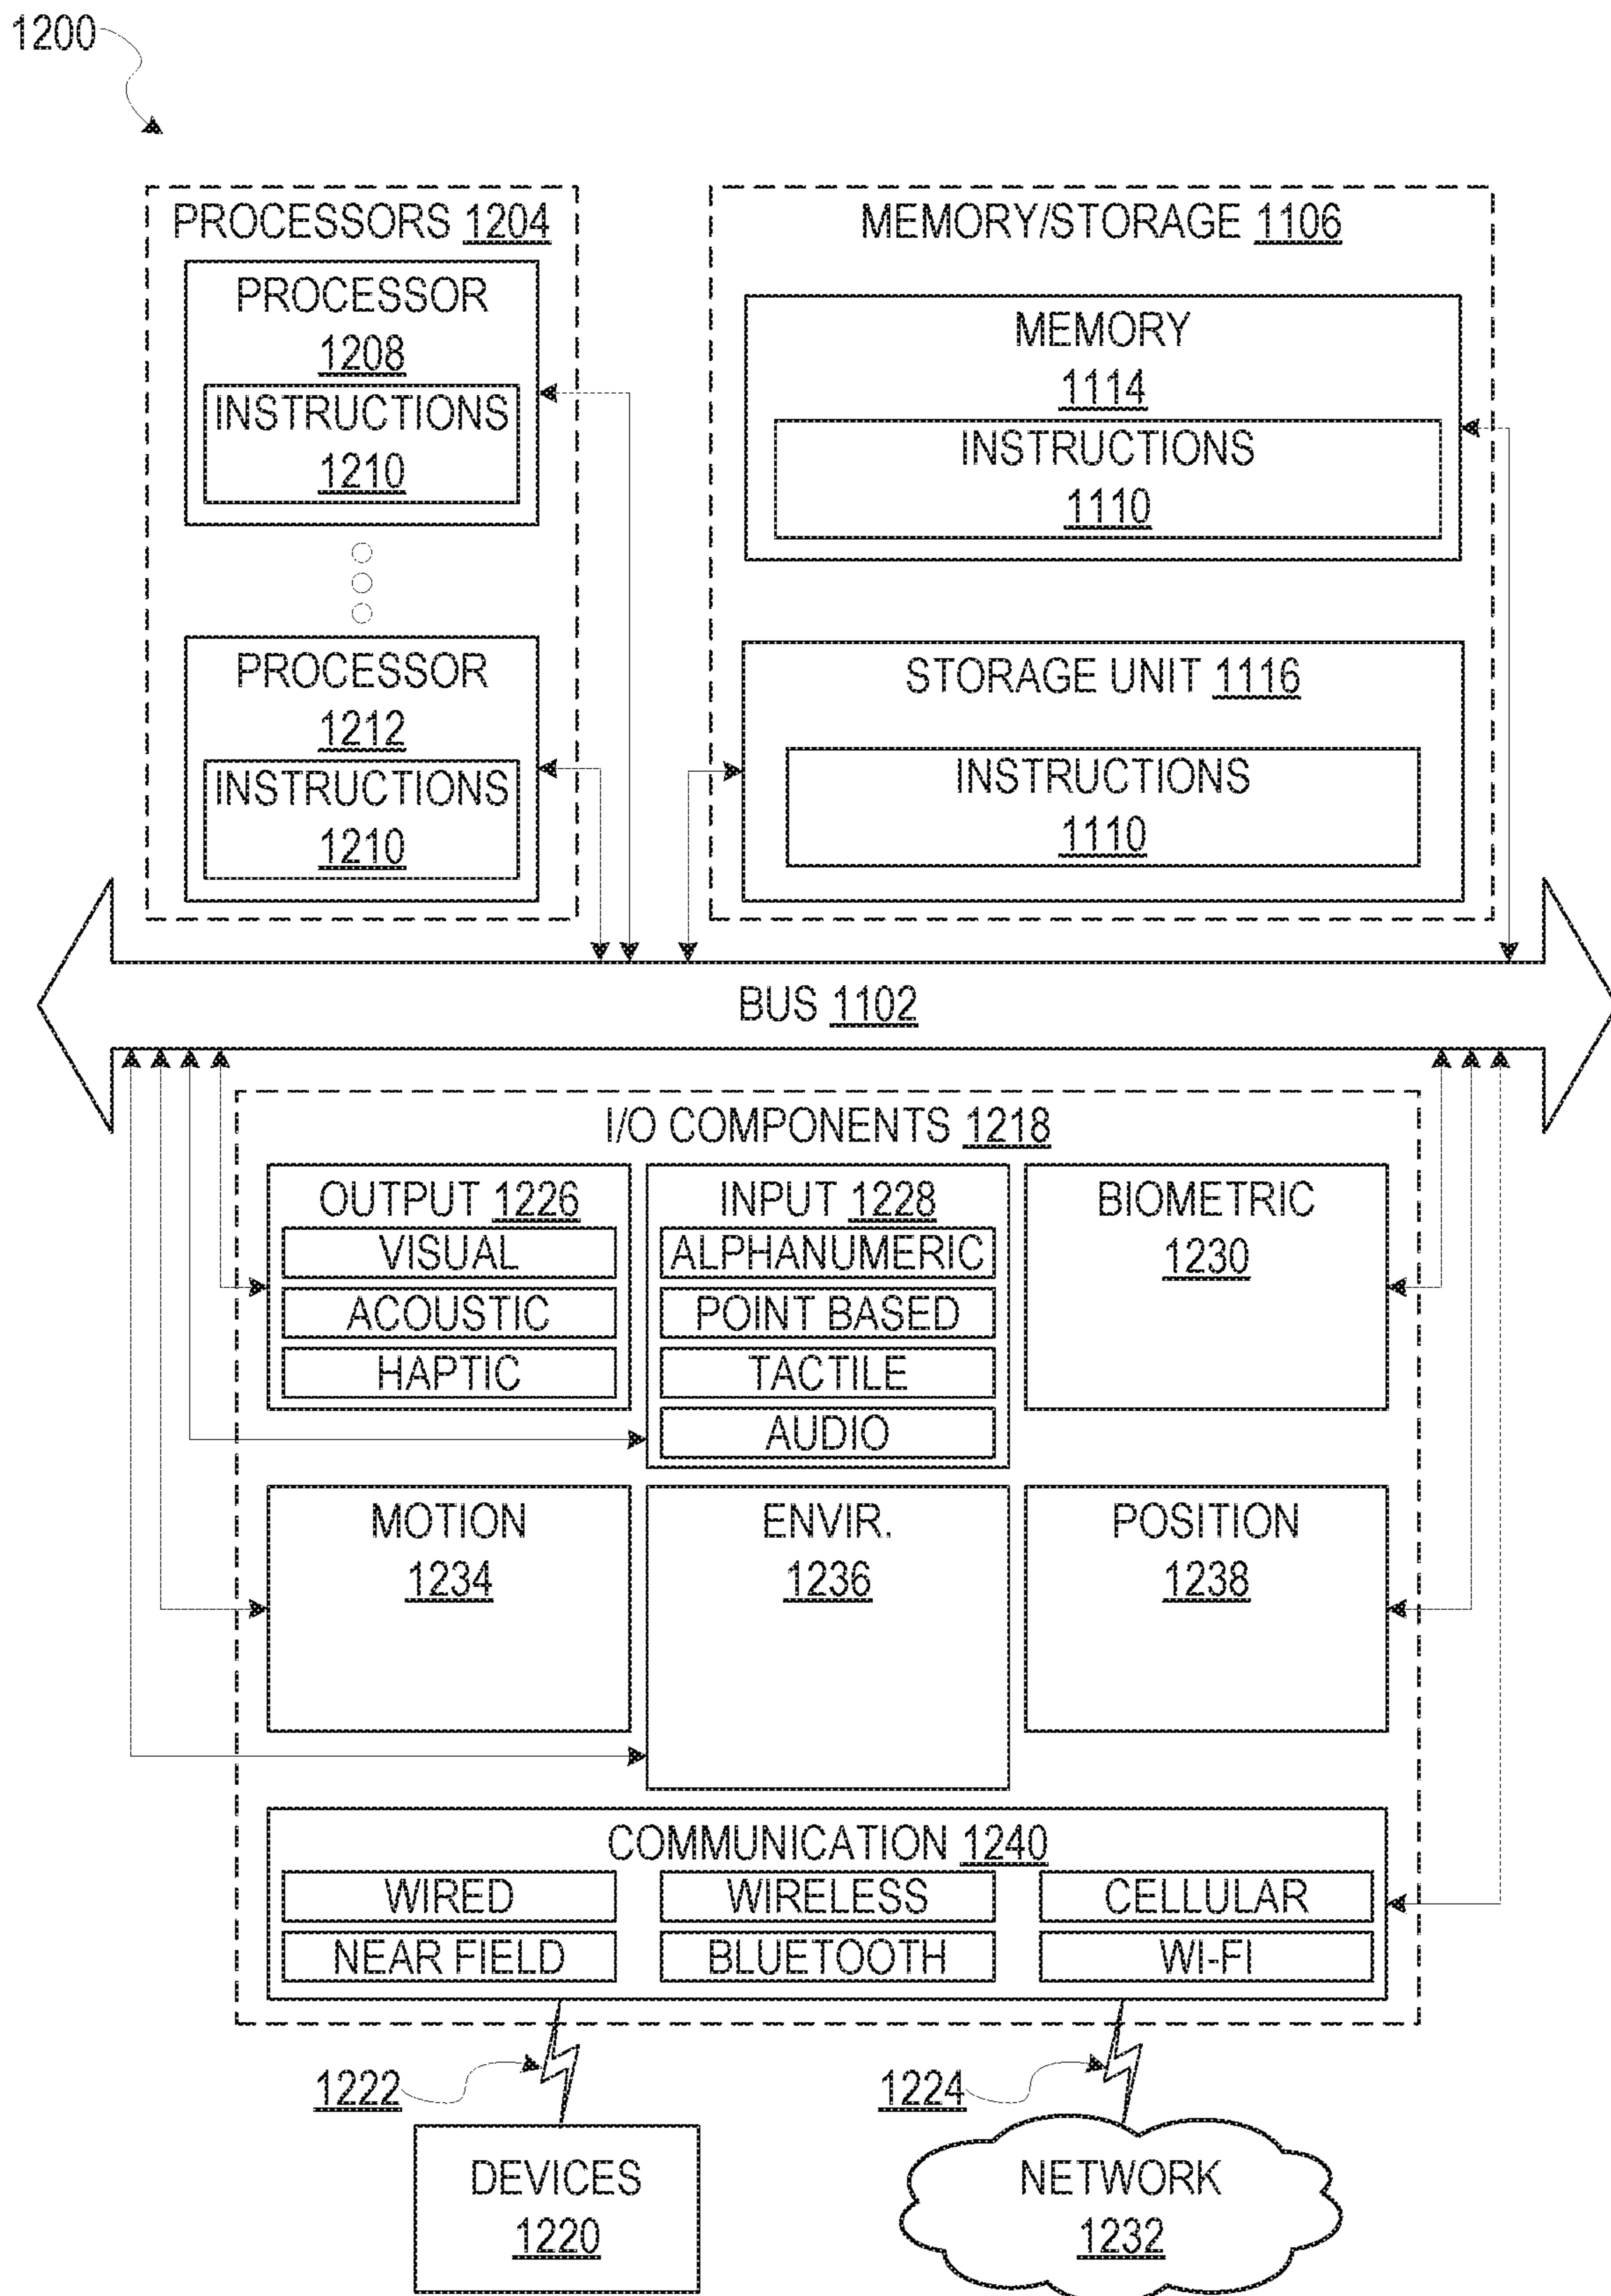 1200
PROCESSORS 1204
PROCESSOR
1208
INSTRUCTIONS
1210
PROCESSOR
1212
INSTRUCTIONS
1210
MEMORY/STORAGE 1106
MEMORY
1114
INSTRUCTIONS
1110
STORAGE UNIT 1116
INSTRUCTIONS
1110
BUS 1102
I/O COMPONENTS 1218
OUTPUT 1226
VISUAL
ACOUSTIC
HAPTIC
INPUT 1228
ALPHANUMERIC
POINT BASED
TACTILE
AUDIO
BIOMETRIC
1230
MOTION
1234
ENVIR.
1236
POSITION
1238
COMMUNICATION 1240
WIRED
WIRELESS
CELLULAR
NEAR FIELD
BLUETOOTH
WI-FI
1222
1224
DEVICES
1220
NETWORK
1232